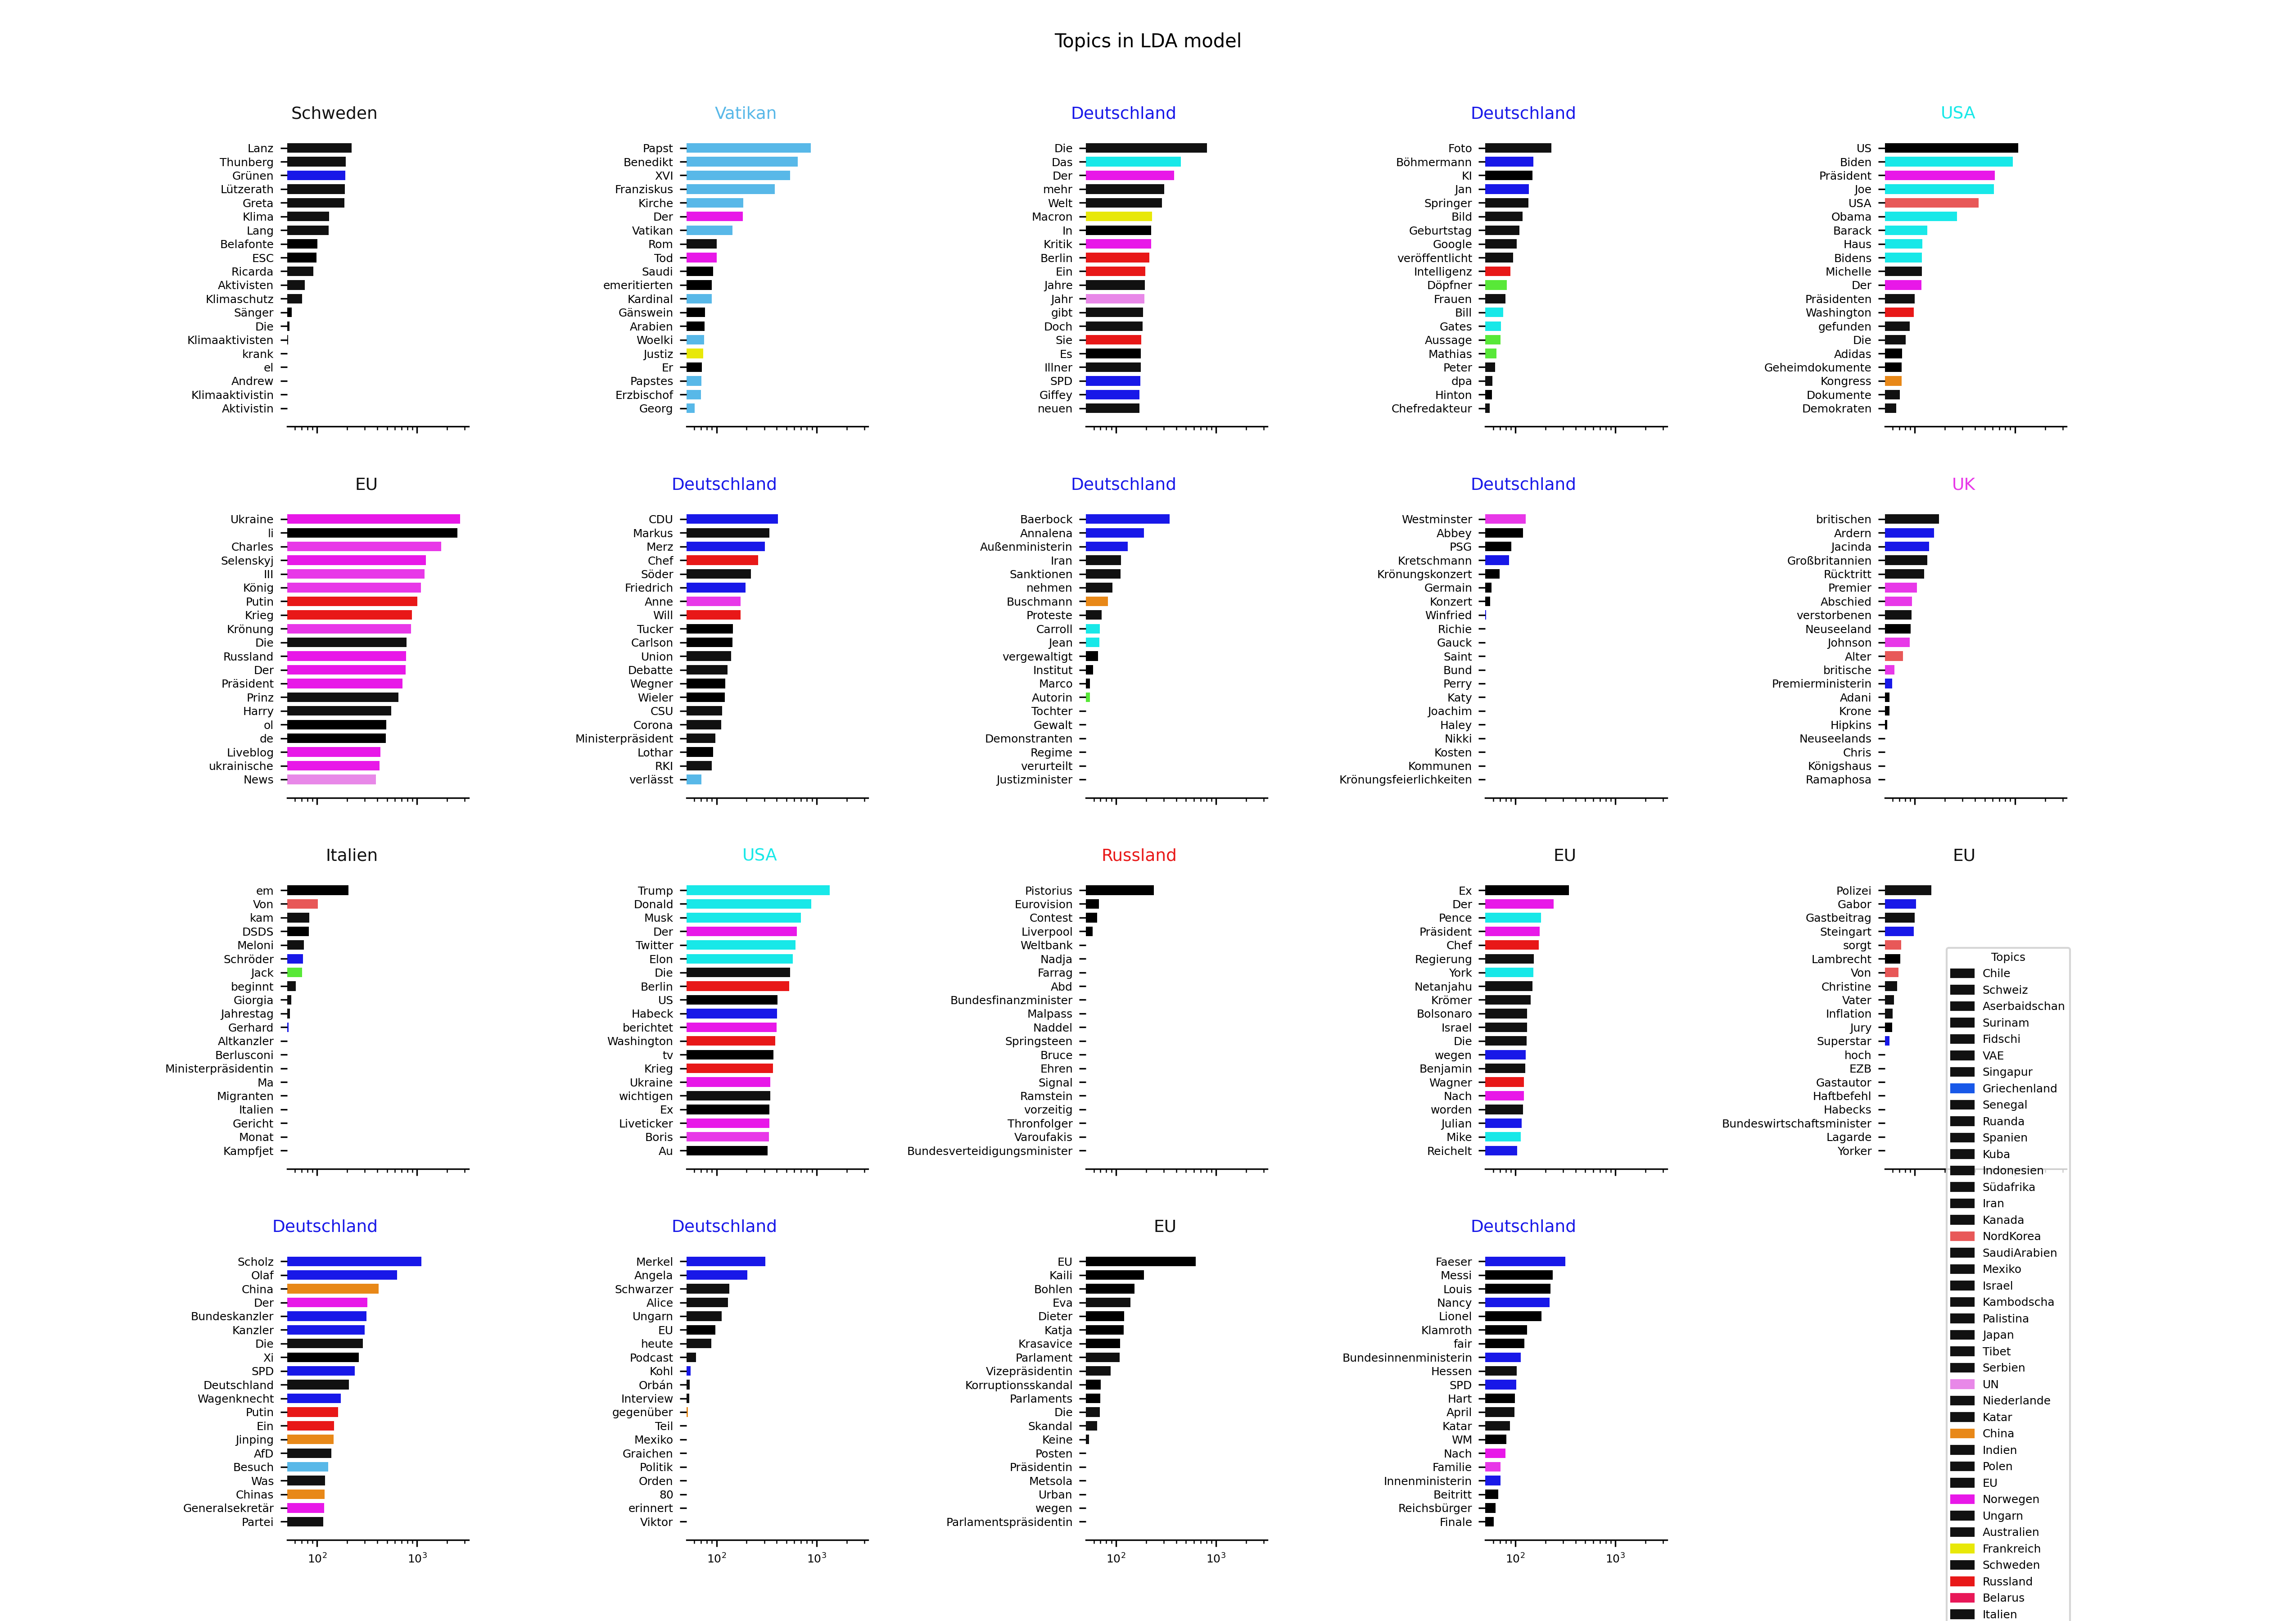 Topics in LDA model
Schweden
Lanz
Thunberg
Grünen
Lützerath
Greta
Klima
Lang
Belafonte
ESC
Ricarda
Aktivisten
Klimaschutz
Sänger
Die
Klimaaktivisten
krank
el
Andrew
Klimaaktivistin
Aktivistin
Vatikan
Papst
Benedikt
XVI
Franziskus
Kirche
Der
Vatikan
Rom
Tod
Saudi
emeritierten
Kardinal
Gänswein
Arabien
Woelki
Justiz
Er
Papstes
Erzbischof
Georg
Deutschland
Die
Das
Der
mehr
Welt
Macron
In
Kritik
Berlin
Ein
Jahre
Jahr
gibt
Doch
Sie
Es
Illner
SPD
Giffey
neuen
Deutschland
Foto
Böhmermann
KI
Jan
Springer
Bild
Geburtstag
Google
veröffentlicht
Intelligenz
Döpfner
Frauen
Bill
Gates
Aussage
Mathias
Peter
dpa
Hinton
Chefredakteur
USA
US
Biden
Präsident
Joe
USA
Obama
Barack
Haus
Bidens
Michelle
Der
Präsidenten
Washington
gefunden
Die
Adidas
Geheimdokumente
Kongress
Dokumente
Demokraten
EU
Ukraine
li
Charles
Selenskyj
III
König
Putin
Krieg
Krönung
Die
Russland
Der
Präsident
Prinz
Harry
ol
de
Liveblog
ukrainische
News
Deutschland
CDU
Markus
Merz
Chef
Söder
Friedrich
Anne
Will
Tucker
Carlson
Union
Debatte
Wegner
Wieler
CSU
Corona
Ministerpräsident
Lothar
RKI
verlässt
Deutschland
Baerbock
Annalena
Außenministerin
Iran
Sanktionen
nehmen
Buschmann
Proteste
Carroll
Jean
vergewaltigt
Institut
Marco
Autorin
Tochter
Gewalt
Demonstranten
Regime
verurteilt
Justizminister
Deutschland
Westminster
Abbey
PSG
Kretschmann
Krönungskonzert
Germain
Konzert
Winfried
Richie
Gauck
Saint
Bund
Perry
Katy
Joachim
Haley
Nikki
Kosten
Kommunen
Krönungsfeierlichkeiten
UK
britischen
Ardern
Jacinda
Großbritannien
Rücktritt
Premier
Abschied
verstorbenen
Neuseeland
Johnson
Alter
britische
Premierministerin
Adani
Krone
Hipkins
Neuseelands
Chris
Königshaus
Ramaphosa
Italien
em
Von
kam
DSDS
Meloni
Schröder
Jack
beginnt
Giorgia
Jahrestag
Gerhard
Altkanzler
Berlusconi
Ministerpräsidentin
Ma
Migranten
Italien
Gericht
Monat
Kampfjet
USA
Trump
Donald
Musk
Der
Twitter
Elon
Die
Berlin
US
Habeck
berichtet
Washington
tv
Krieg
Ukraine
wichtigen
Ex
Liveticker
Boris
Au
Russland
Pistorius
Eurovision
Contest
Liverpool
Weltbank
Nadja
Farrag
Abd
Bundesfinanzminister
Malpass
Naddel
Springsteen
Bruce
Ehren
Signal
Ramstein
vorzeitig
Thronfolger
Varoufakis
Bundesverteidigungsminister
EU
Ex
Der
Pence
Präsident
Chef
Regierung
York
Netanjahu
Krömer
Bolsonaro
Israel
Die
wegen
Benjamin
Wagner
Nach
worden
Julian
Mike
Reichelt
EU
Polizei
Gabor
Gastbeitrag
Steingart
sorgt
Lambrecht
Von
Christine
Vater
Inflation
Jury
Superstar
hoch
EZB
Gastautor
Haftbefehl
Habecks
Bundeswirtschaftsminister
Lagarde
Yorker
Deutschland
Scholz
Olaf
China
Der
Bundeskanzler
Kanzler
Die
Xi
SPD
Deutschland
Wagenknecht
Putin
Ein
Jinping
AfD
Besuch
Was
Chinas
Generalsekretär
Partei
10²
10³
Deutschland
Merkel
Angela
Schwarzer
Alice
Ungarn
EU
heute
Podcast
Kohl
Orbán
Interview
gegenüber
Teil
Mexiko
Graichen
Politik
Orden
80
erinnert
Viktor
10²
10³
EU
EU
Kaili
Bohlen
Eva
Dieter
Katja
Krasavice
Parlament
Vizepräsidentin
Korruptionsskandal
Parlaments
Die
Skandal
Keine
Posten
Präsidentin
Metsola
Urban
wegen
Parlamentspräsidentin
10²
10³
Deutschland
Faeser
Messi
Louis
Nancy
Lionel
Klamroth
fair
Bundesinnenministerin
Hessen
SPD
Hart
April
Katar
WM
Nach
Familie
Innenministerin
Beitritt
Reichsbürger
Finale
10²
10³
Topics
Chile
Schweiz
Aserbaidschan
Surinam
Fidschi
VAE
Singapur
Griechenland
Senegal
Ruanda
Spanien
Kuba
Indonesien
Südafrika
Iran
Kanada
NordKorea
SaudiArabien
Mexiko
Israel
Kambodscha
Palistina
Japan
Tibet
Serbien
UN
Niederlande
Katar
China
Indien
Polen
EU
Norwegen
Ungarn
Australien
Frankreich
Schweden
Russland
Belarus
Italien